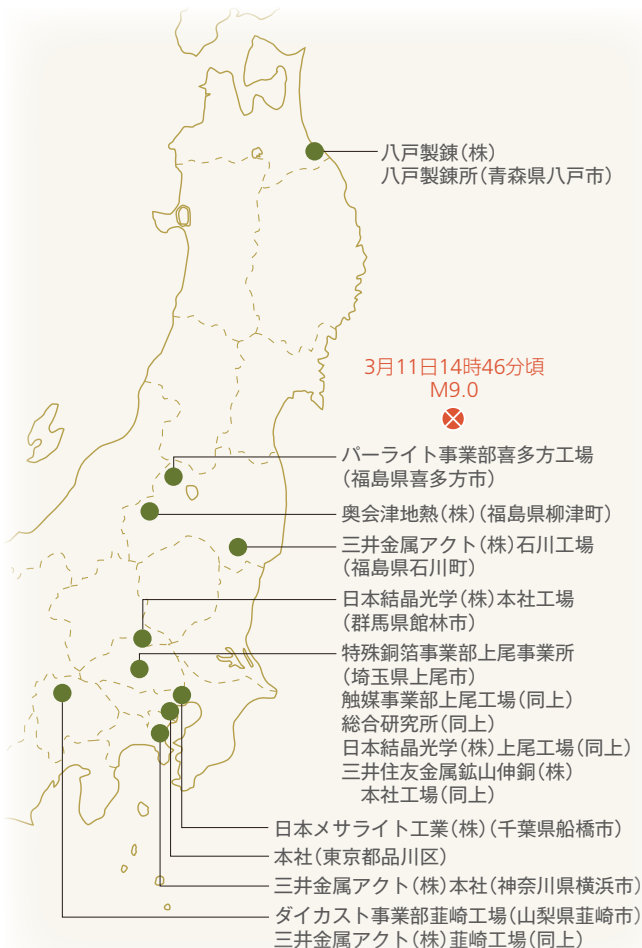 八戸製錬(株)
八戸製錬所(青森県八戸市)
3月11日14時46分頃
M9.0
パーライト事業部喜多方工場
(福島県喜多方市)
奥会津地熱(株)(福島県柳津町)
三井金属アクト(株)石川工場
(福島県石川町)
日本結晶光学(株)本社工場
(群馬県館林市)
特殊銅箔事業部上尾事業所
(埼玉県上尾市)
触媒事業部上尾工場(同上)
総合研究所(同上)
日本結晶光学(株)上尾工場(同上)
三井住友金属鉱山伸銅(株)
本社工場(同上)
日本メサライト工業(株)(千葉県船橋市)
本社(東京都品川区)
三井金属アクト(株)本社(神奈川県横浜市)
ダイカスト事業部韮崎工場(山梨県韮崎市)
三井金属アクト(株)韮崎工場(同上)